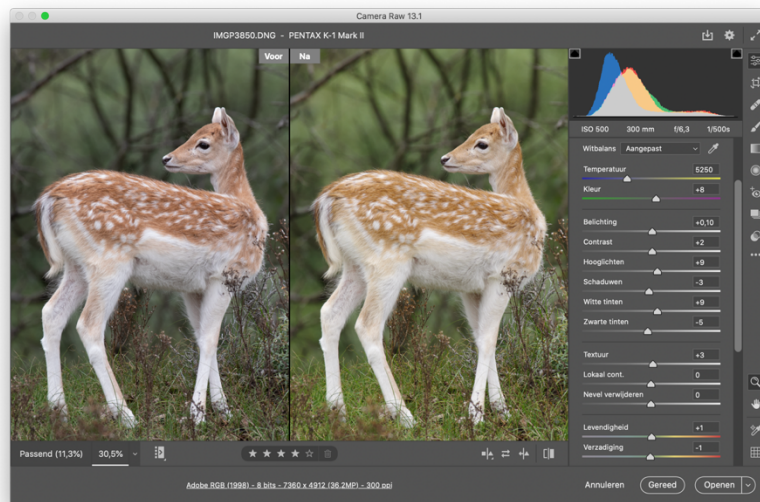 Camera Raw 13.1
IMGP3850.DNG - PENTAX K-1 Mark II
Voor
Na
ISO 500 300 mm f/6,3 1/500s
Witbalans Aangepast
Temperatuur 5250
Kleur +8
Belichting +0,10
Contrast +2
Hooglichten +9
Schaduwen -3
Witte tinten +9
Zwarte tinten -5
Textuur +3
Lokaal cont. 0
Nevel verwijderen 0
Levendigheid +1
Verzadiging -1
Passend (11,3%) 30,5%
Adobe RGB (1998) - 8 bits - 7360 x 4912 (36.2MP) - 300 ppi
Annuleren Gereed Openen